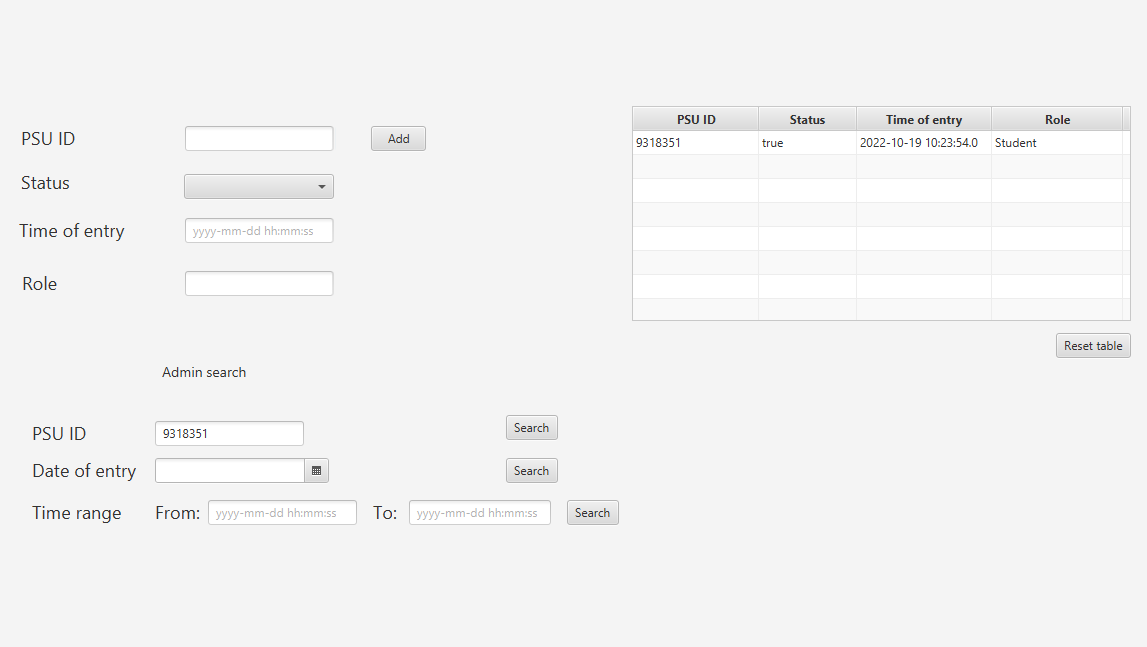 PSU ID
Add
Status
Time of entry yyyy-mm-dd hh:mm:ss
Role
PSU ID Status Time of entry Role
9318351 true 2022-10-19 10:23:54.0 Student
Reset table
Admin search
PSU ID 9318351 Search
Date of entry Search
Time range From: yyyy-mm-dd hh:mm:ss To: yyyy-mm-dd hh:mm:ss Search